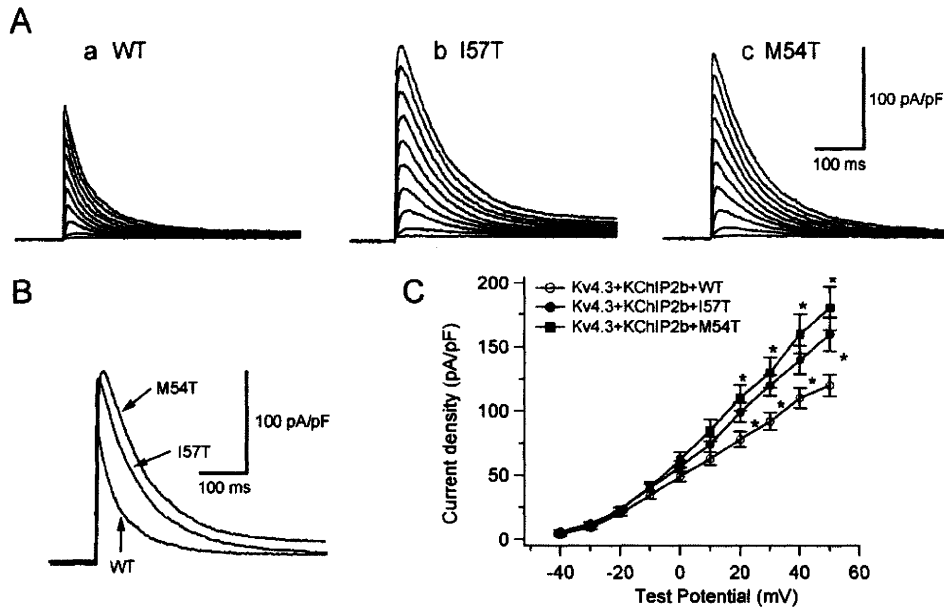 A
a WT
b I57T
c M54T
100 pA/pF
100 ms
B
M54T
I57T
WT
100 pA/pF
100 ms
C
Kv4.3+KChIP2b+WT
Kv4.3+KChIP2b+I57T
Kv4.3+KChIP2b+M54T
* * * * * * * *
Current density (pA/pF)
200
150
100
50
0
-40 -20 0 20 40 60
Test Potential (mV)